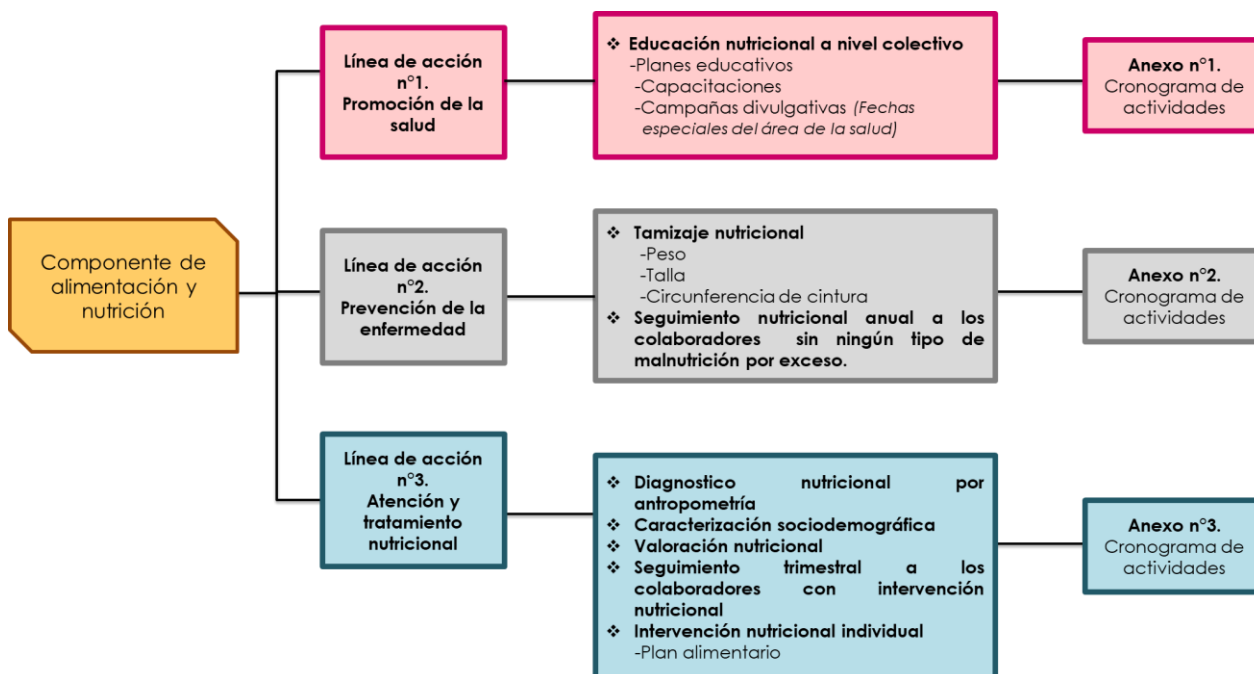 Componente de
alimentación y
nutrición
Línea de acción
n°1.
Promoción de la
salud
❖ Educación nutricional a nivel colectivo
-Planes educativos
-Capacitaciones
-Campañas divulgativas (Fechas
especiales del área de la salud)
Anexo n°1.
Cronograma de
actividades
Línea de acción
n°2.
Prevención de la
enfermedad
❖ Tamizaje nutricional
-Peso
-Talla
-Circunferencia de cintura
❖ Seguimiento nutricional anual a los
colaboradores sin ningún tipo de
malnutrición por exceso.
Anexo n°2.
Cronograma de
actividades
Línea de acción
n°3.
Atención y
tratamiento
nutricional
❖ Diagnostico nutricional por
antropometría
❖ Caracterización sociodemográfica
❖ Valoración nutricional
❖ Seguimiento trimestral a los
colaboradores con intervención
nutricional
❖ Intervención nutricional individual
-Plan alimentario
Anexo n°3.
Cronograma de
actividades